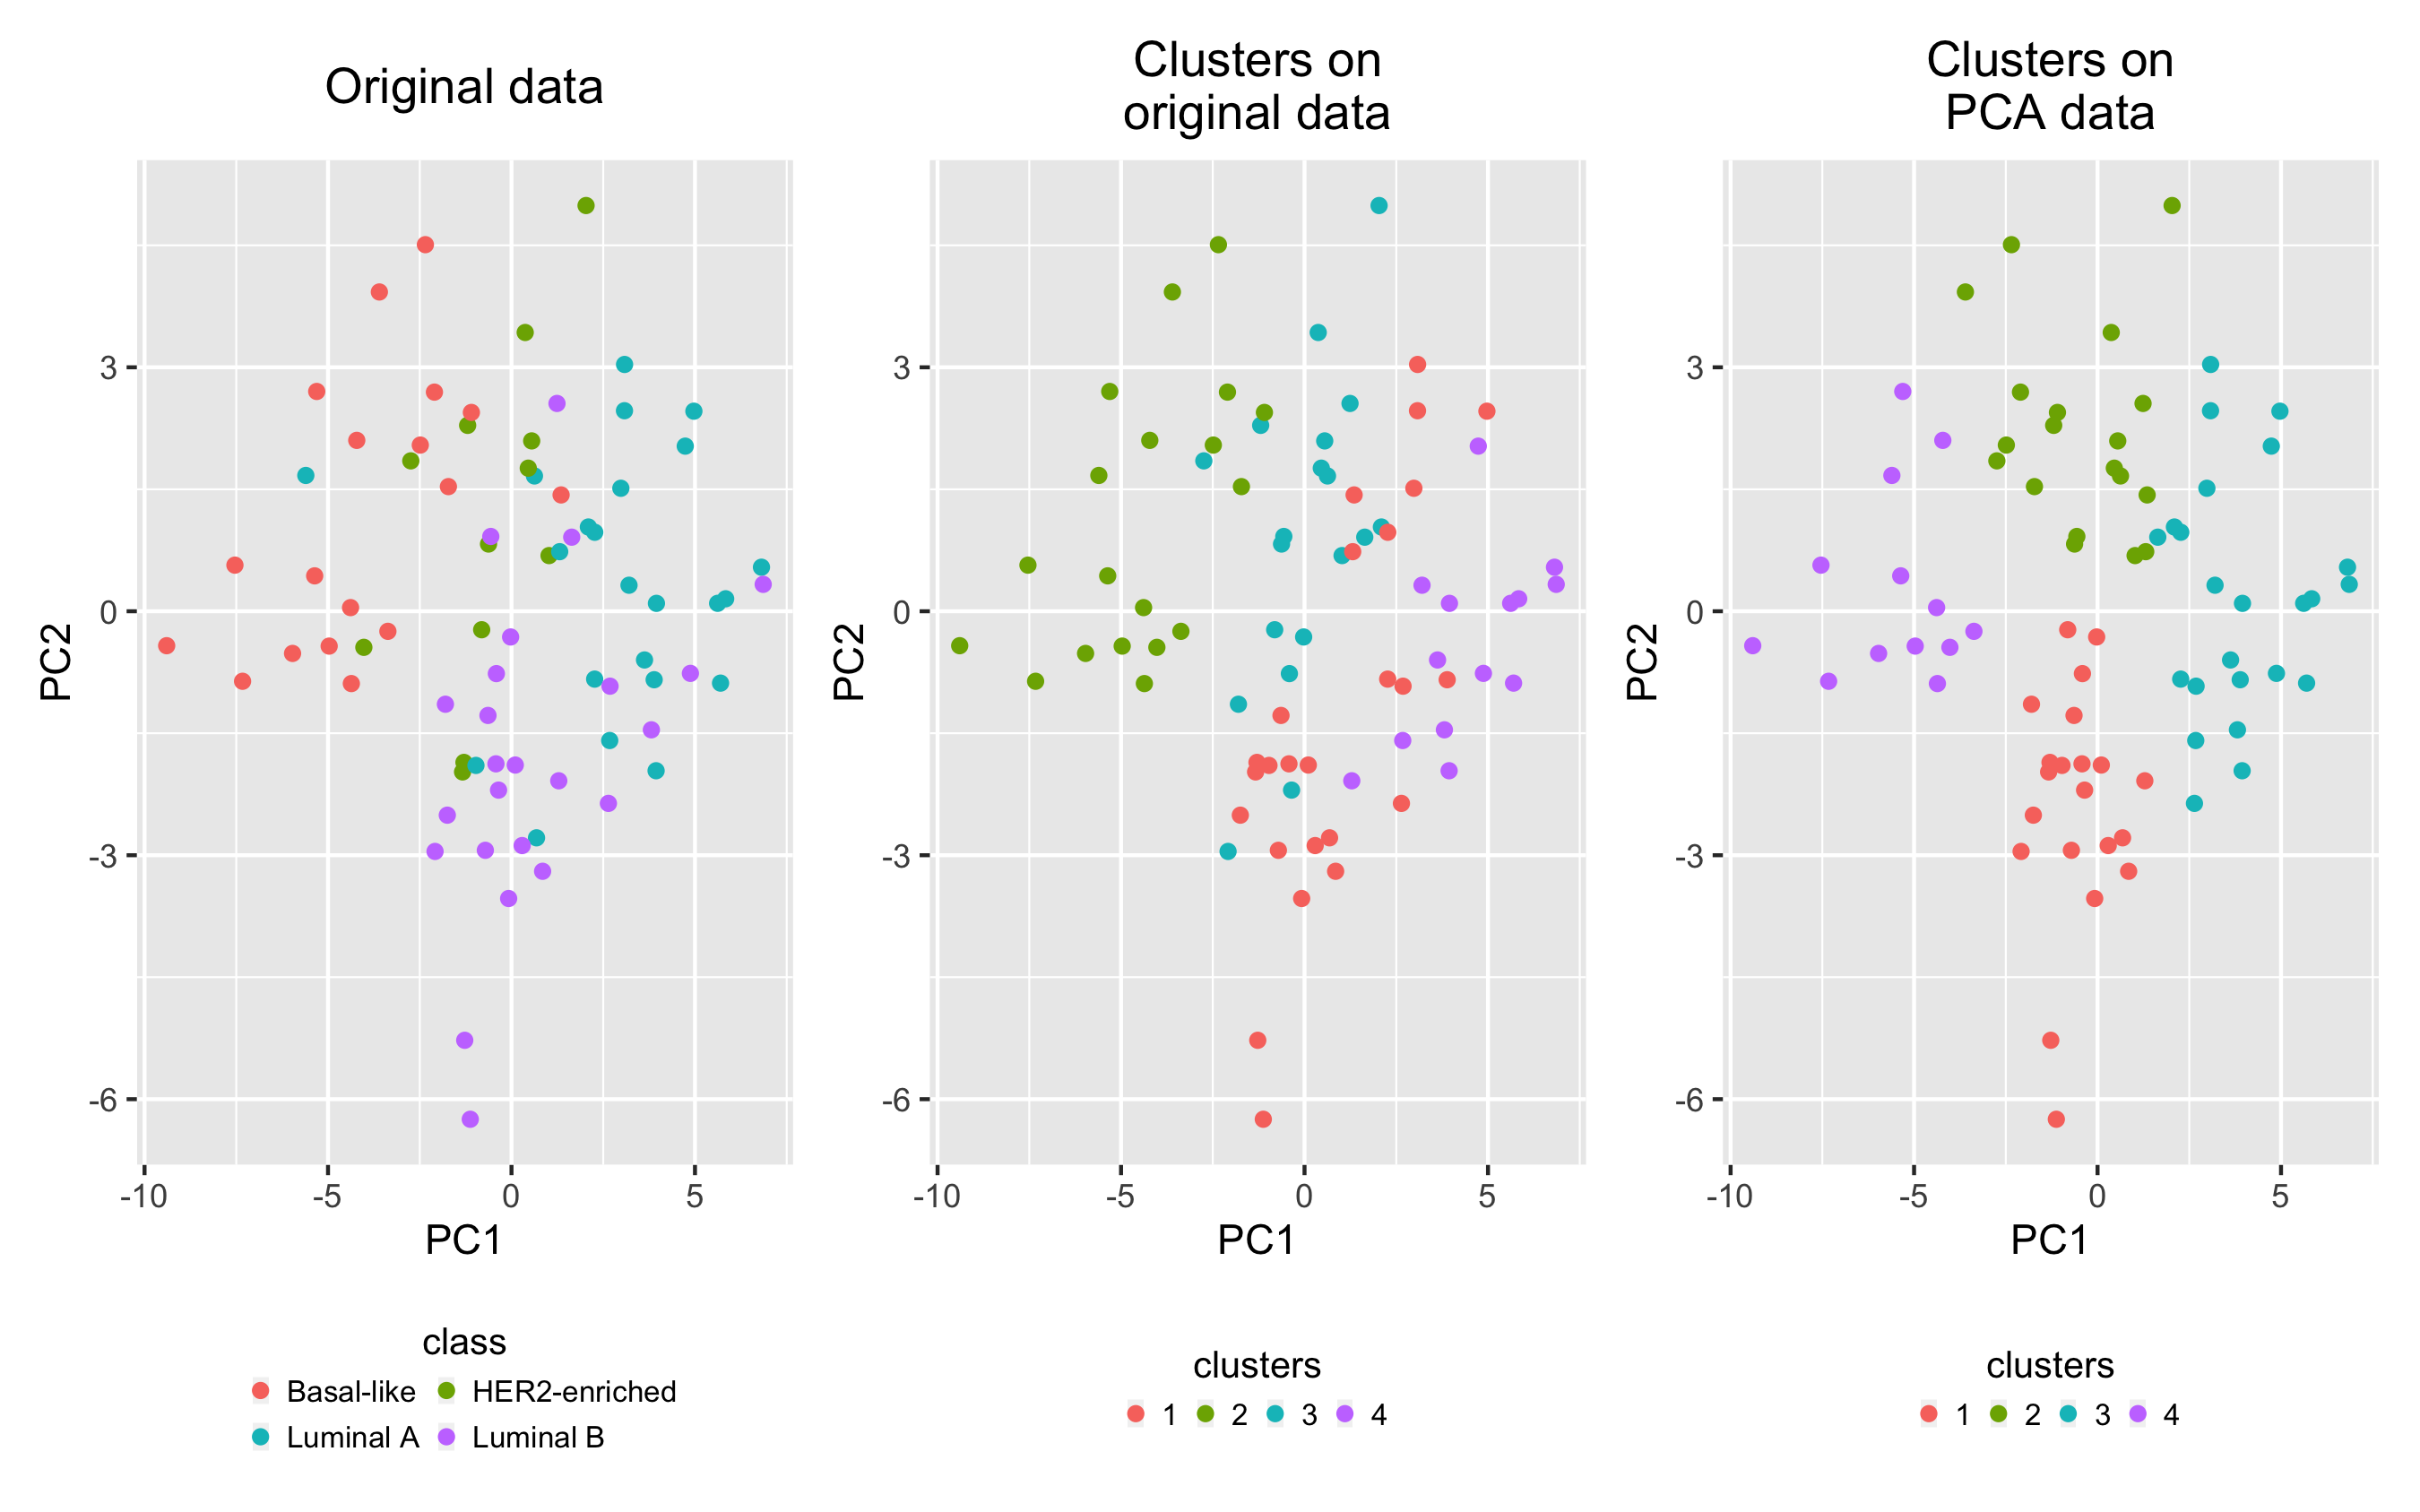 Original data
Clusters on
original data
Clusters on
PCA data
PC2
3
0
-3
-6
-10
-5
0
5
PC1
PC2
3
0
-3
-6
-10
-5
0
5
PC1
PC2
3
0
-3
-6
-10
-5
0
5
PC1
class
Basal-like
HER2-enriched
Luminal A
Luminal B
clusters
1 2 3 4
clusters
1 2 3 4